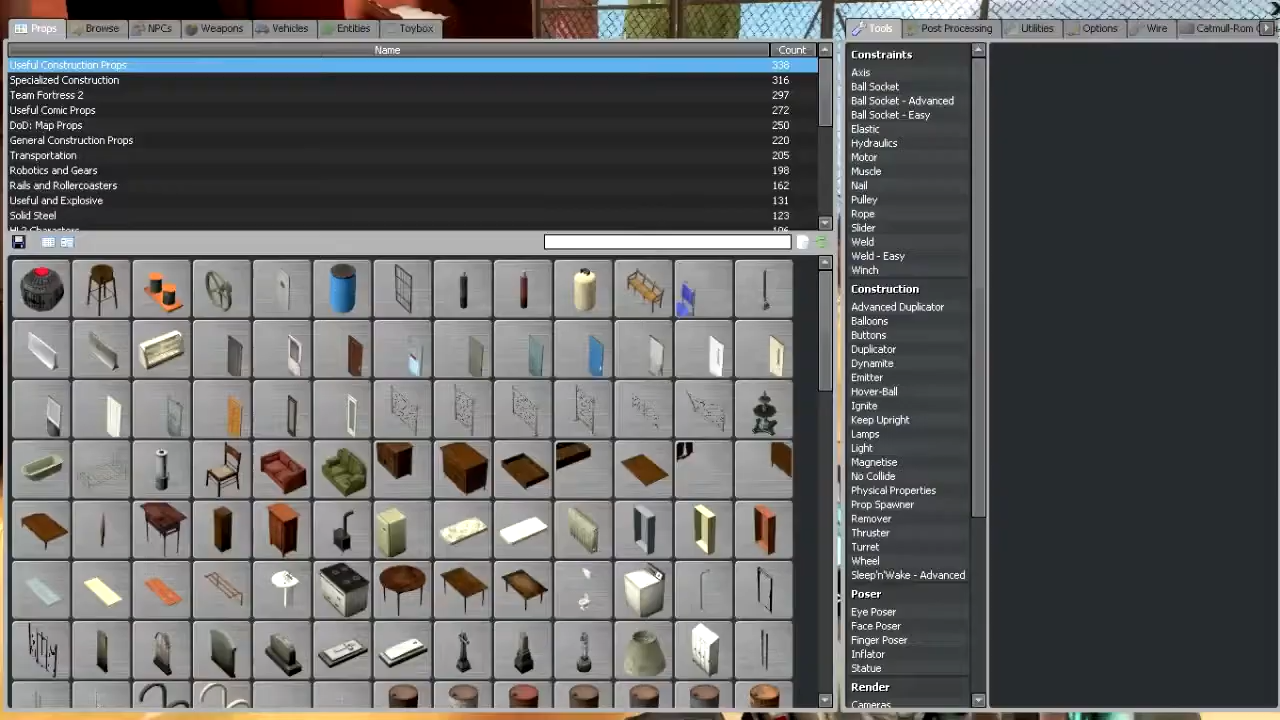 Props Browse NPCs Weapons Vehicles Entities Toybox
Name Count
Useful Construction Props 338
Specialized Construction 316
Team Fortress 2 297
Useful Comic Props 272
DoD: Map Props 250
General Construction Props 220
Transportation 205
Robotics and Gears 198
Rails and Rollercoasters 162
Useful and Explosive 131
Solid Steel 123
HL2 Characters 106
Tools Post Processing Utilities Options Wire Catmull-Rom
Constraints
Axis
Ball Socket
Ball Socket - Advanced
Ball Socket - Easy
Elastic
Hydraulics
Motor
Muscle
Nail
Pulley
Rope
Slider
Weld
Weld - Easy
Winch
Construction
Advanced Duplicator
Balloons
Buttons
Duplicator
Dynamite
Emitter
Hover-Ball
Ignite
Keep Upright
Lamps
Light
Magnetise
No Collide
Physical Properties
Prop Spawner
Remover
Thruster
Turret
Wheel
Sleep'n'Wake - Advanced
Poser
Eye Poser
Face Poser
Finger Poser
Inflator
Statue
Render
Cameras